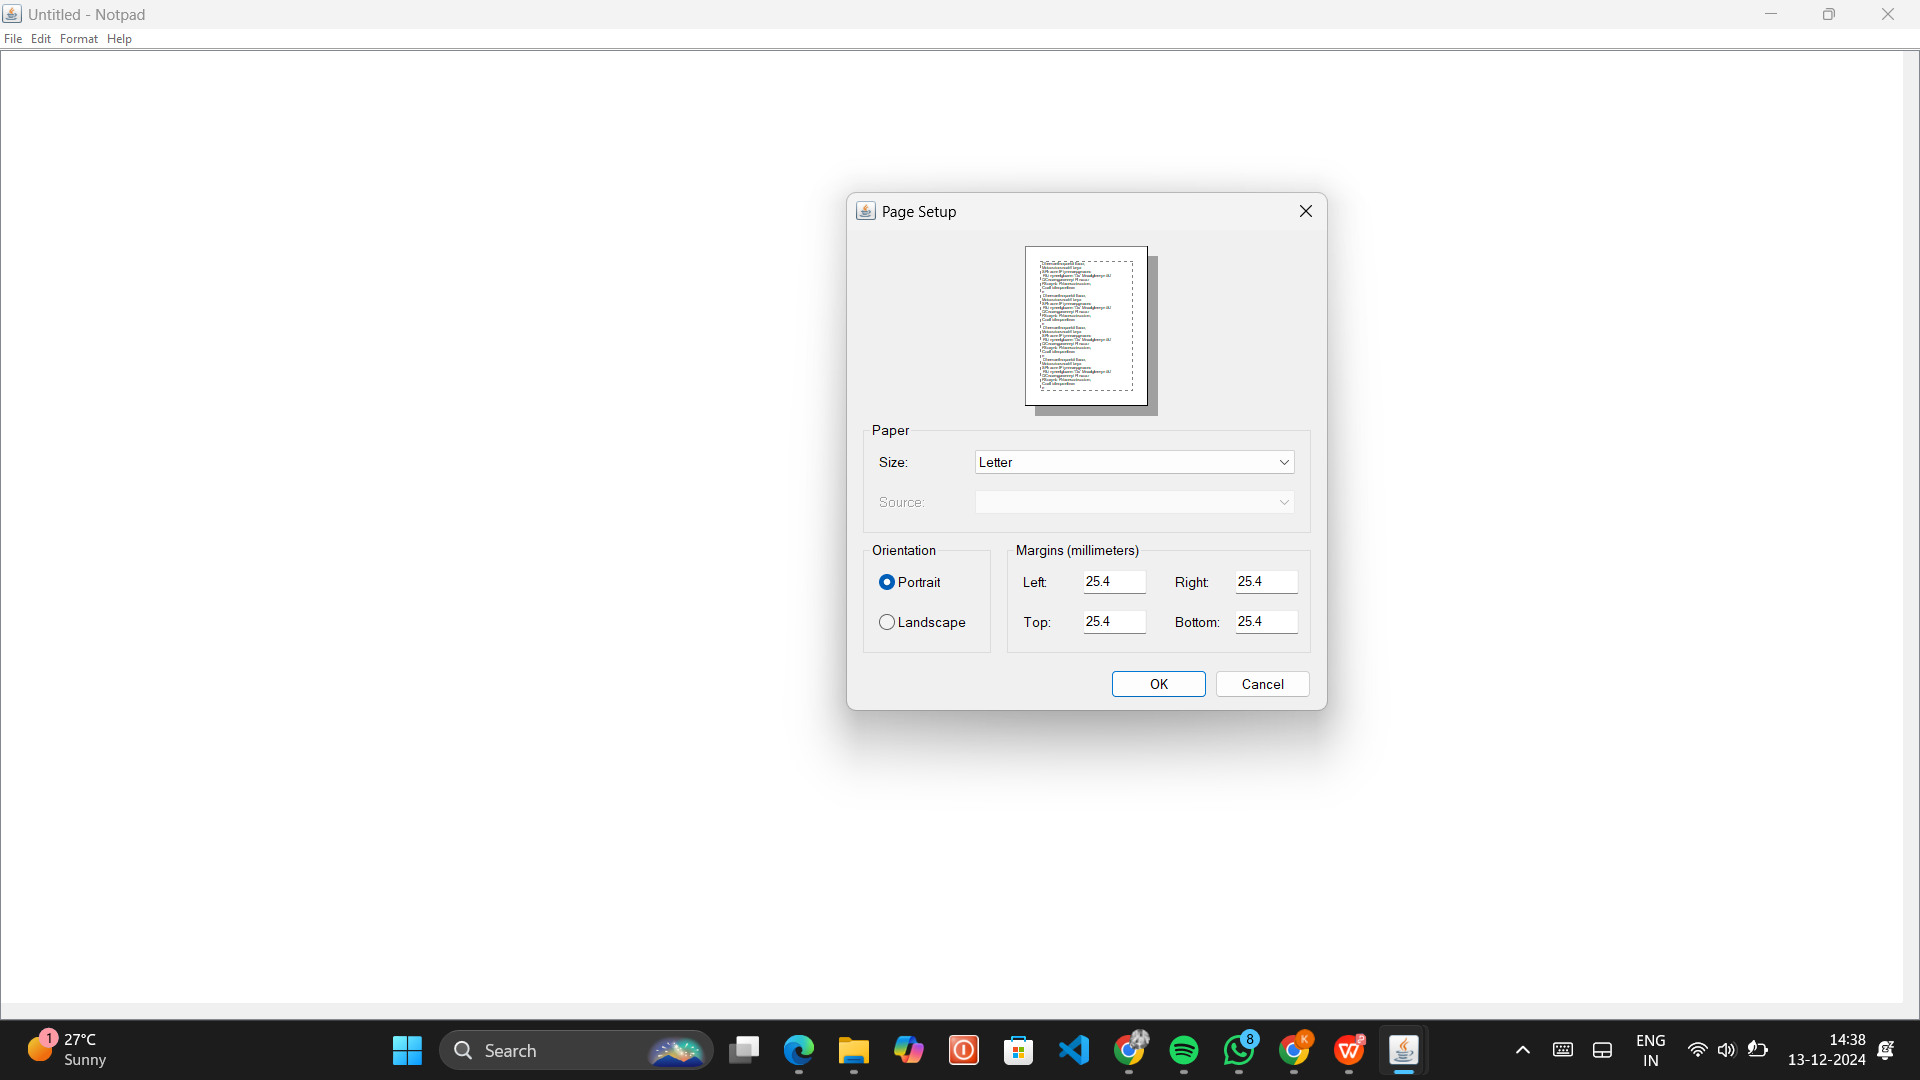 Untitled - Notpad
File Edit Format Help
Page Setup
Paper
Size: Letter
Source:
Orientation
Portrait
Landscape
Margins (millimeters)
Left: 25.4 Right: 25.4
Top: 25.4 Bottom: 25.4
OK Cancel
1
27°C
Sunny
Search
8
K
W
ENG
IN
14:38
13-12-2024